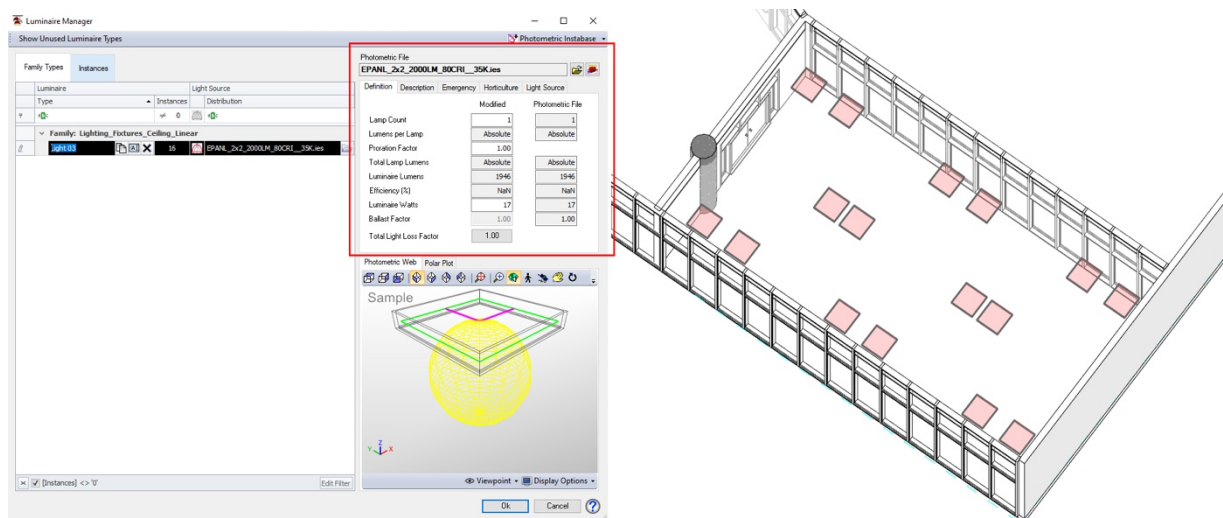 Luminaire Manager
Show Unused Luminaire Types
Photometric Instabase
Family Types
Instances
Luminaire
Light Source
Type
Instances
Distribution
≠ 0
Family: Lighting_Fixtures_Ceiling_Linear
Light 03
16
EPANL_2x2_2000LM_80CRI__35K.ies
[Instances] <> '0'
Edit Filter
Photometric File
EPANL_2x2_2000LM_80CRI__35K.ies
Definition Description Emergency Horticulture Light Source
Modified Photometric File
Lamp Count 1 1
Lumens per Lamp Absolute Absolute
Proration Factor 1.00
Total Lamp Lumens Absolute Absolute
Luminaire Lumens 1946 1946
Efficiency (%) NaN NaN
Luminaire Watts 17 17
Ballast Factor 1.00 1.00
Total Light Loss Factor 1.00
Photometric Web Polar Plot
Sample
Z
Y X
Viewpoint Display Options
Ok Cancel ?